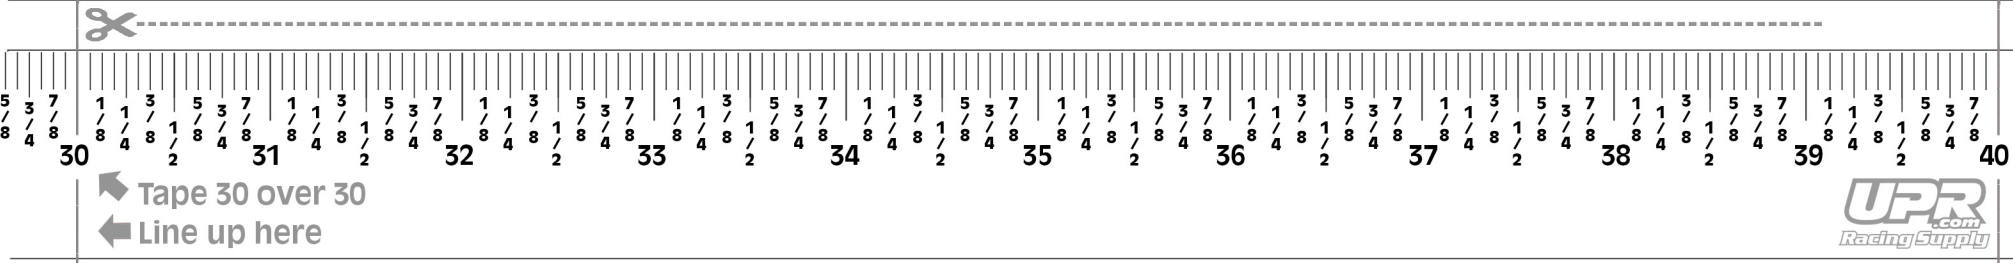 5/8 3/4 7/8 30 1/8 1/4 3/8 1/2 5/8 3/4 7/8 31 1/8 1/4 3/8 1/2 5/8 3/4 7/8 32 1/8 1/4 3/8 1/2 5/8 3/4 7/8 33 1/8 1/4 3/8 1/2 5/8 3/4 7/8 34 1/8 1/4 3/8 1/2 5/8 3/4 7/8 35 1/8 1/4 3/8 1/2 5/8 3/4 7/8 36 1/8 1/4 3/8 1/2 5/8 3/4 7/8 37 1/8 1/4 3/8 1/2 5/8 3/4 7/8 38 1/8 1/4 3/8 1/2 5/8 3/4 7/8 39 1/8 1/4 3/8 1/2 5/8 3/4 7/8 40
Tape 30 over 30
Line up here
UPR
.com
Racing Supply